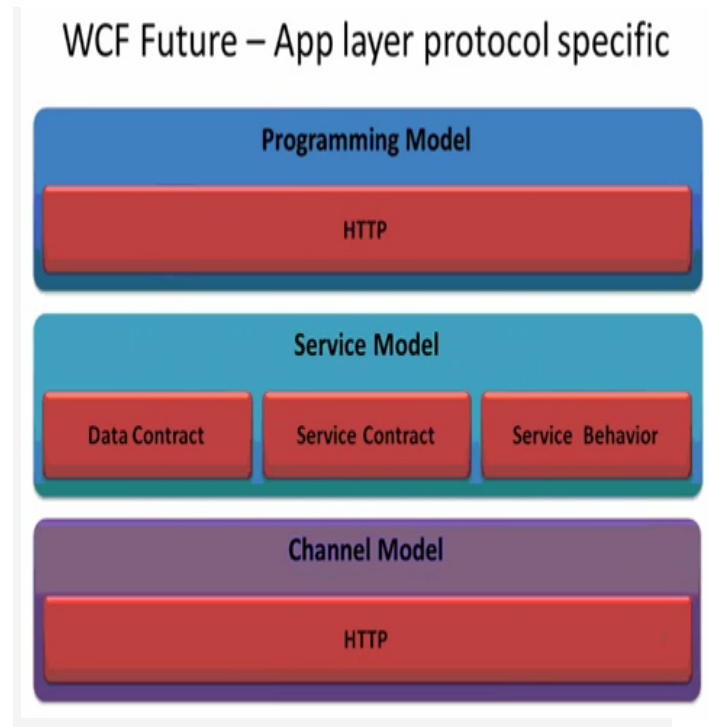 WCF Future – App layer protocol specific
Programming Model
HTTP
Service Model
Data Contract
Service Contract
Service Behavior
Channel Model
HTTP